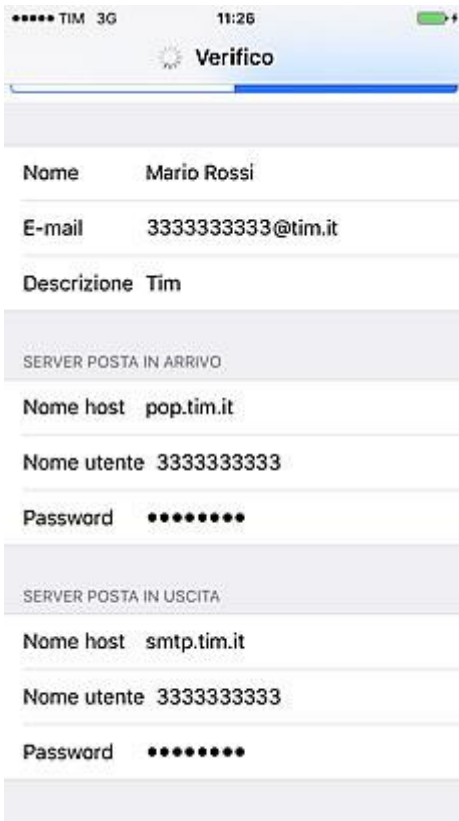 TIM 3G 11:26
Verifico
Nome Mario Rossi
E-mail 3333333333@tim.it
Descrizione Tim
SERVER POSTA IN ARRIVO
Nome host pop.tim.it
Nome utente 3333333333
Password ••••••••
SERVER POSTA IN USCITA
Nome host smtp.tim.it
Nome utente 3333333333
Password ••••••••